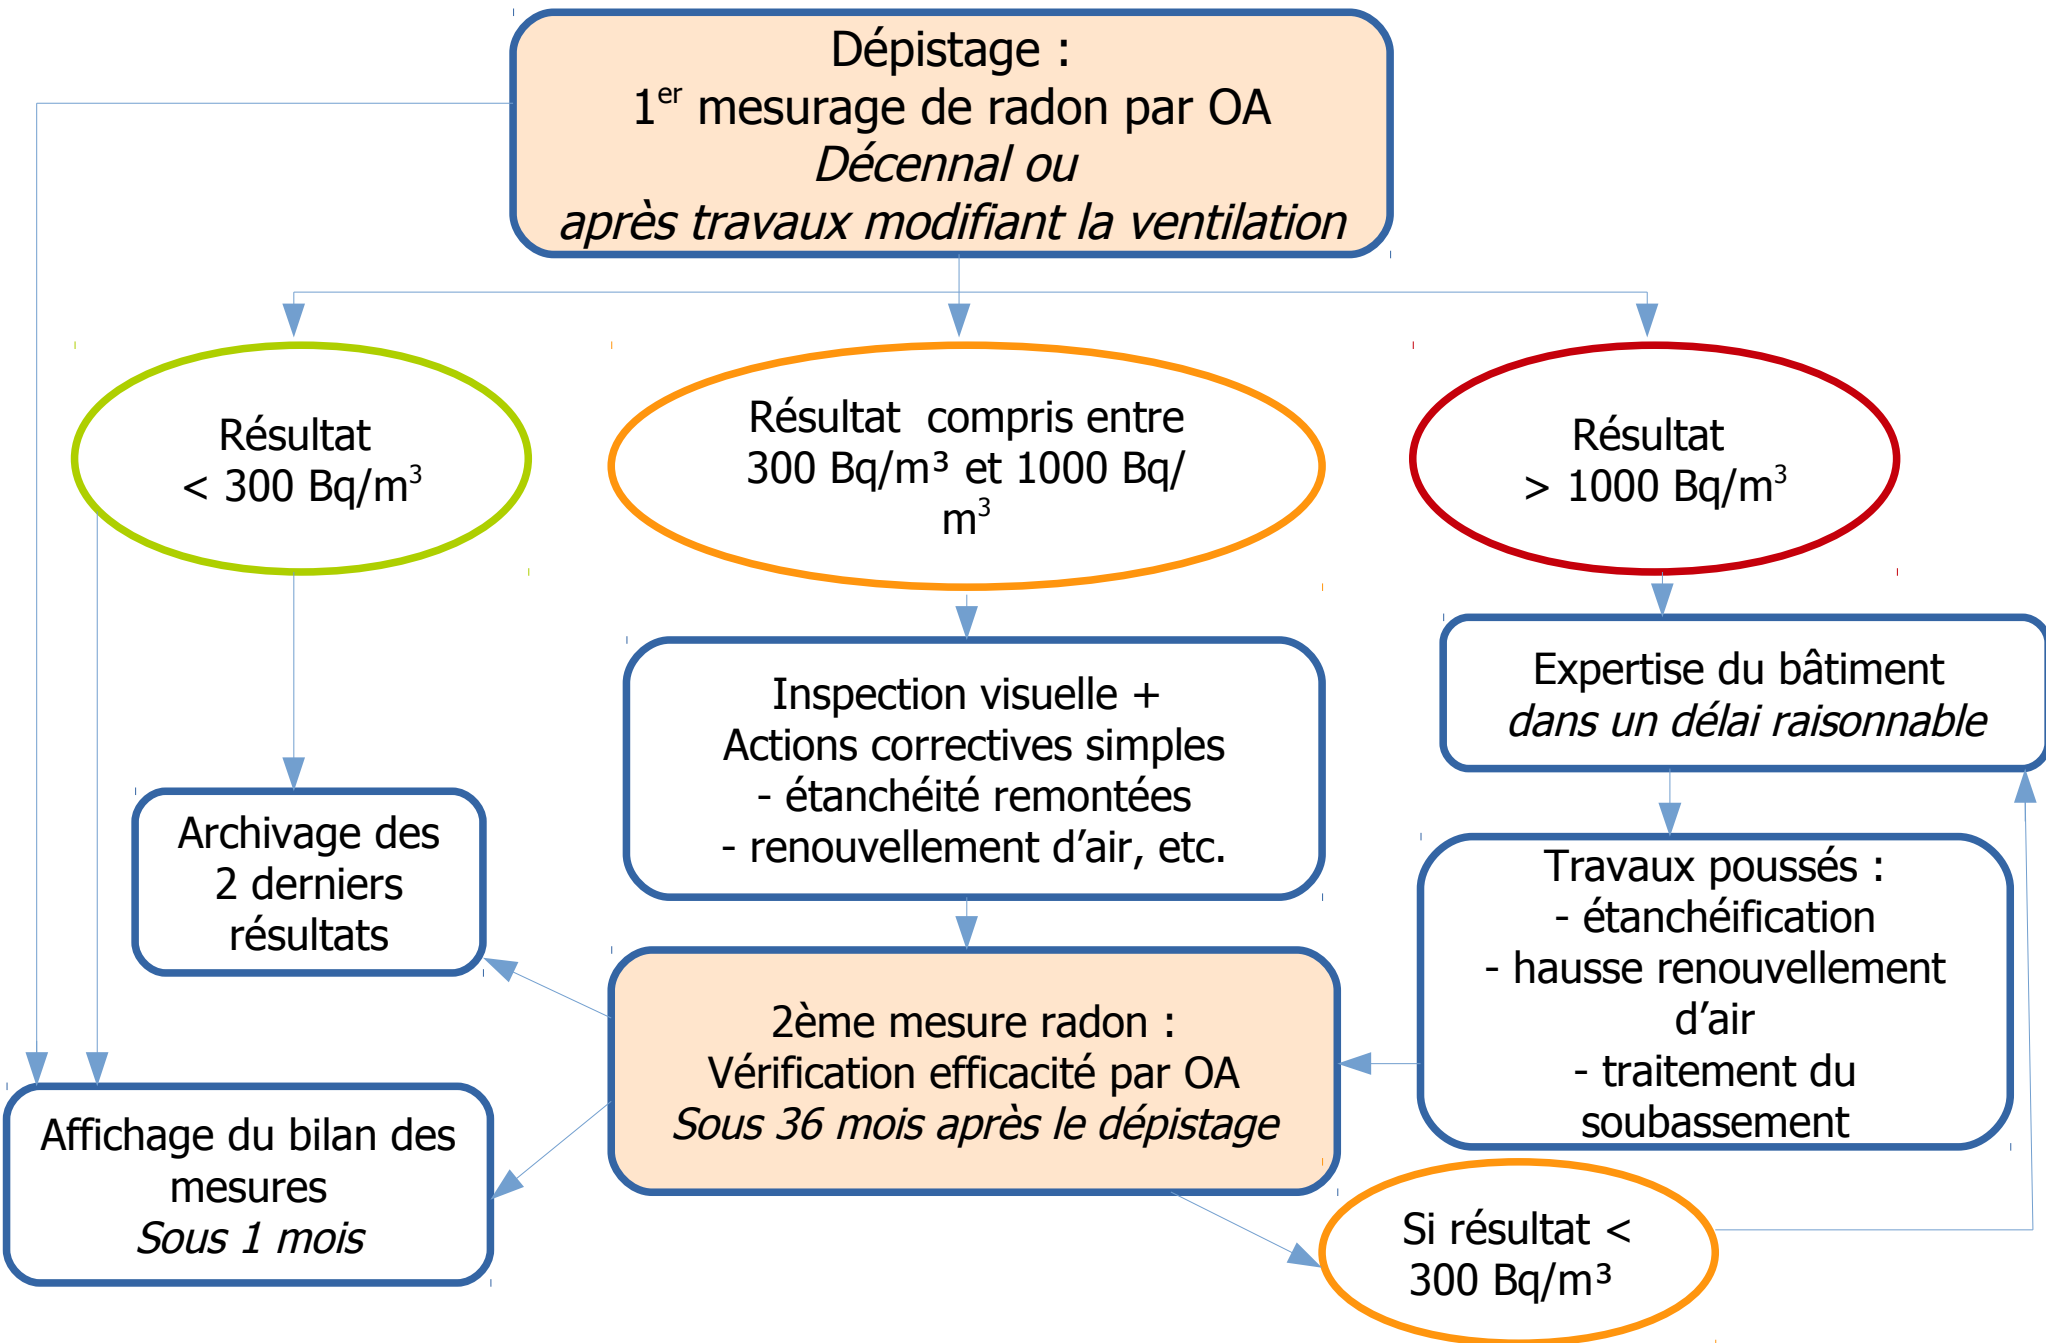 Dépistage :
1er mesurage de radon par OA
Décennal ou
après travaux modifiant la ventilation
Résultat
< 300 Bq/m³
Résultat  compris entre
300 Bq/m³ et 1000 Bq/
m³
Résultat
> 1000 Bq/m³
Inspection visuelle +
Actions correctives simples
- étanchéité remontées
- renouvellement d’air, etc.
Expertise du bâtiment
dans un délai raisonnable
Archivage des
2 derniers
résultats
Travaux poussés :
- étanchéification
- hausse renouvellement
d’air
- traitement du
soubassement
2ème mesure radon :
Vérification efficacité par OA
Sous 36 mois après le dépistage
Affichage du bilan des
mesures
Sous 1 mois
Si résultat <
300 Bq/m³